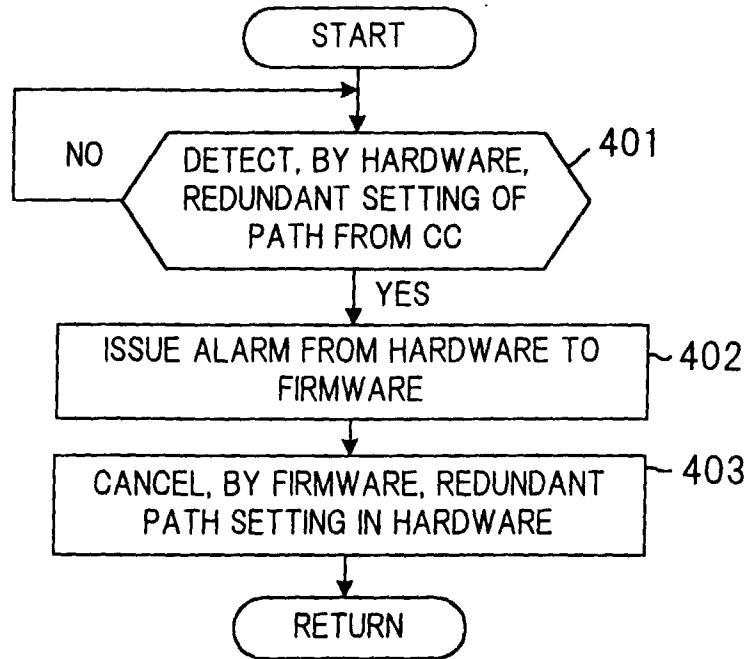 START
NO
DETECT, BY HARDWARE,
REDUNDANT SETTING OF
PATH FROM CC
401
YES
ISSUE ALARM FROM HARDWARE TO
FIRMWARE
402
CANCEL, BY FIRMWARE, REDUNDANT
PATH SETTING IN HARDWARE
403
RETURN